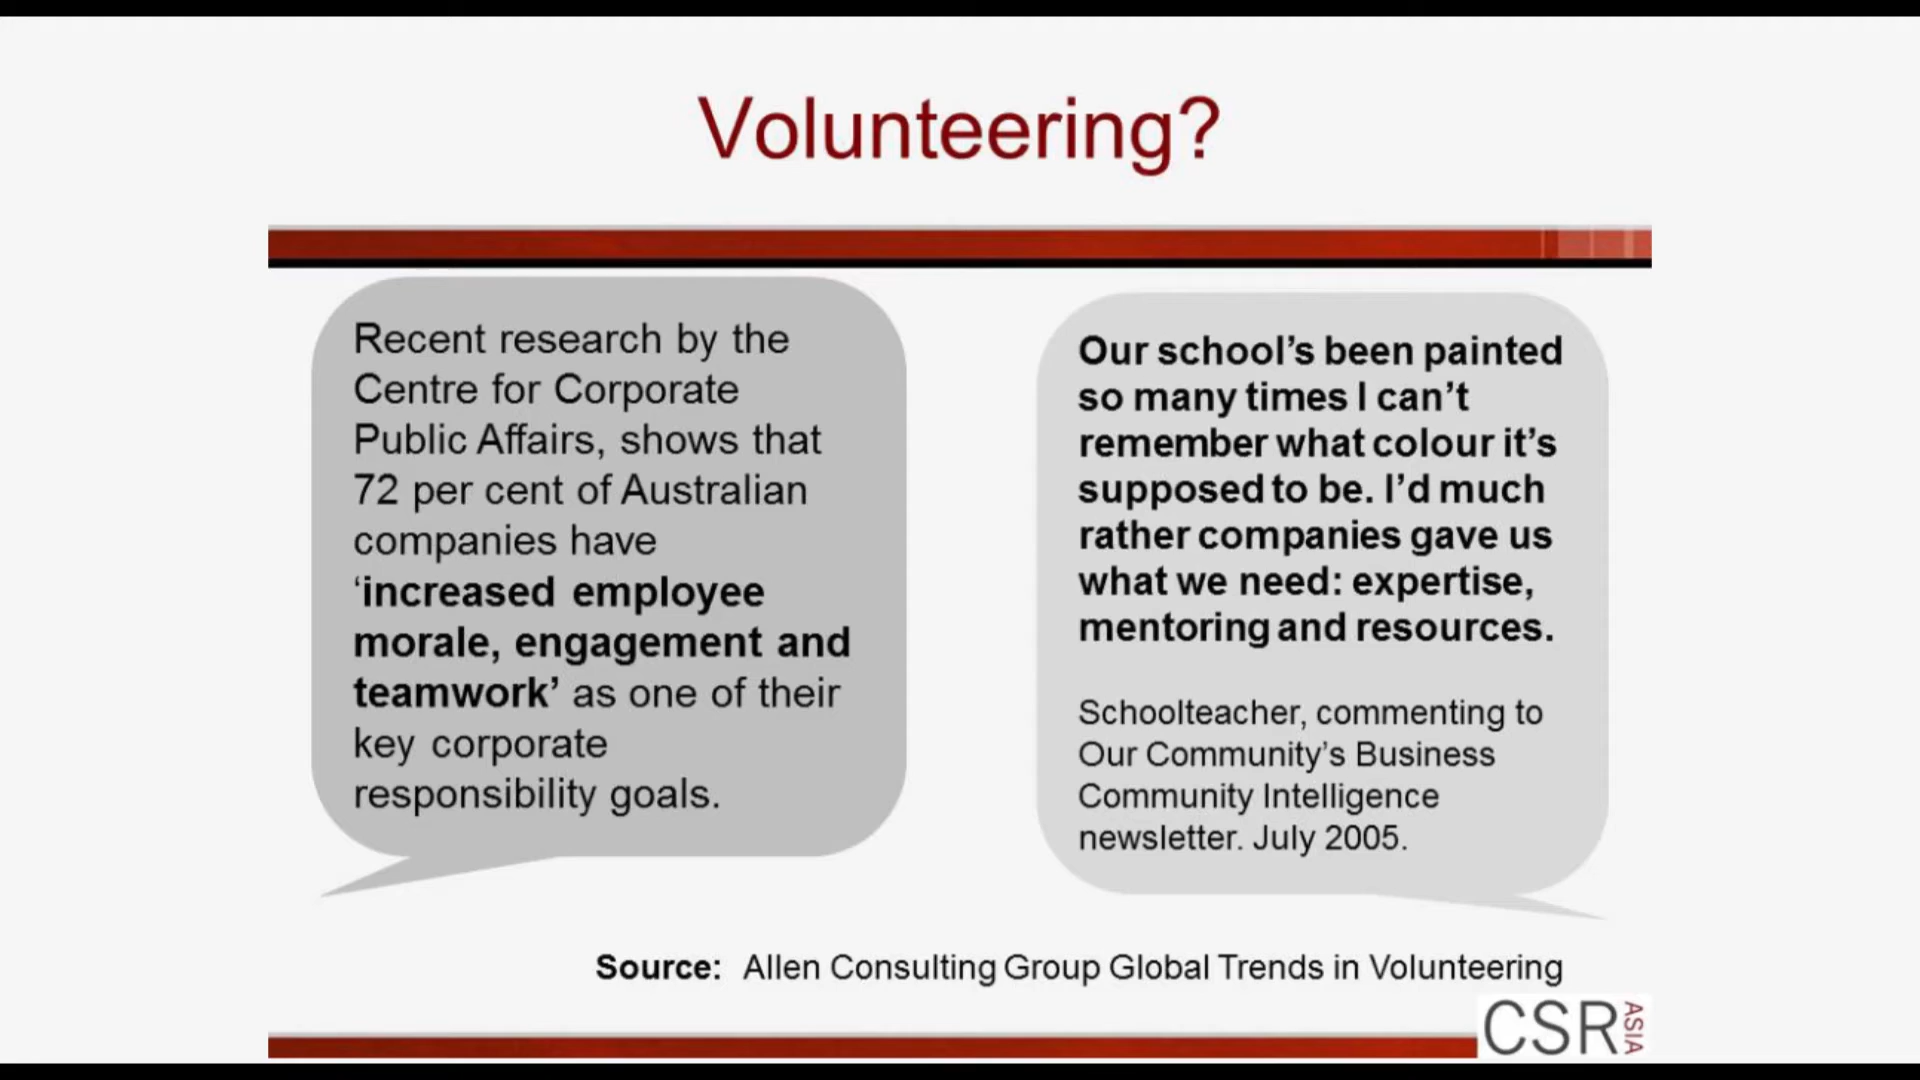 Volunteering?
Recent research by the
Centre for Corporate
Public Affairs, shows that
72 per cent of Australian
companies have
‘increased employee
morale, engagement and
teamwork’ as one of their
key corporate
responsibility goals.
Our school’s been painted
so many times I can’t
remember what colour it’s
supposed to be. I’d much
rather companies gave us
what we need: expertise,
mentoring and resources.
Schoolteacher, commenting to
Our Community’s Business
Community Intelligence
newsletter. July 2005.
Source: Allen Consulting Group Global Trends in Volunteering
CSR ASIA